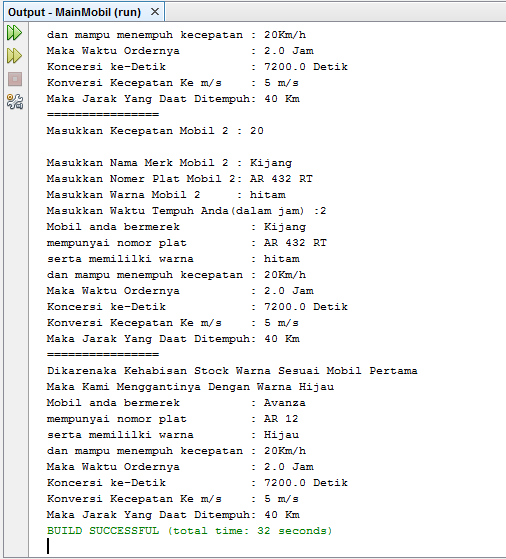 Output - MainMobil (run)
dan mampu menempuh kecepatan : 20Km/h
Maka Waktu Ordernya : 2.0 Jam
Koncersi ke-Detik : 7200.0 Detik
Konversi Kecepatan Ke m/s : 5 m/s
Maka Jarak Yang Daat Ditempuh: 40 Km
================
Masukkan Kecepatan Mobil 2 : 20
Masukkan Nama Merk Mobil 2 : Kijang
Masukkan Nomer Plat Mobil 2: AR 432 RT
Masukkan Warna Mobil 2 : hitam
Masukkan Waktu Tempuh Anda(dalam jam) :2
Mobil anda bermerek : Kijang
mempunyai nomor plat : AR 432 RT
serta memililki warna : hitam
dan mampu menempuh kecepatan : 20Km/h
Maka Waktu Ordernya : 2.0 Jam
Koncersi ke-Detik : 7200.0 Detik
Konversi Kecepatan Ke m/s : 5 m/s
Maka Jarak Yang Daat Ditempuh: 40 Km
================
Dikarenaka Kehabisan Stock Warna Sesuai Mobil Pertama
Maka Kami Menggantinya Dengan Warna Hijau
Mobil anda bermerek : Avanza
mempunyai nomor plat : AR 12
serta memililki warna : Hijau
dan mampu menempuh kecepatan : 20Km/h
Maka Waktu Ordernya : 2.0 Jam
Koncersi ke-Detik : 7200.0 Detik
Konversi Kecepatan Ke m/s : 5 m/s
Maka Jarak Yang Daat Ditempuh: 40 Km
BUILD SUCCESSFUL (total time: 32 seconds)